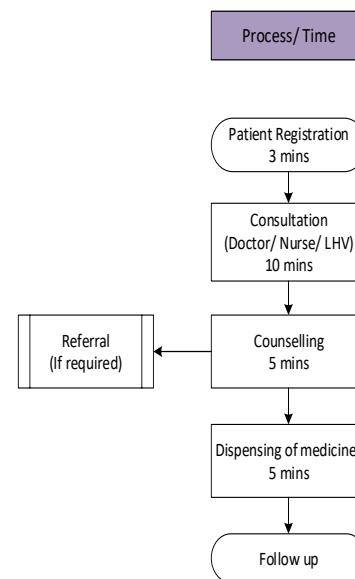 Process/ Time
Patient Registration
3 mins
Consultation
(Doctor/ Nurse/ LHV)
10 mins
Referral
(If required)
Counselling
5 mins
Dispensing of medicine
5 mins
Follow up